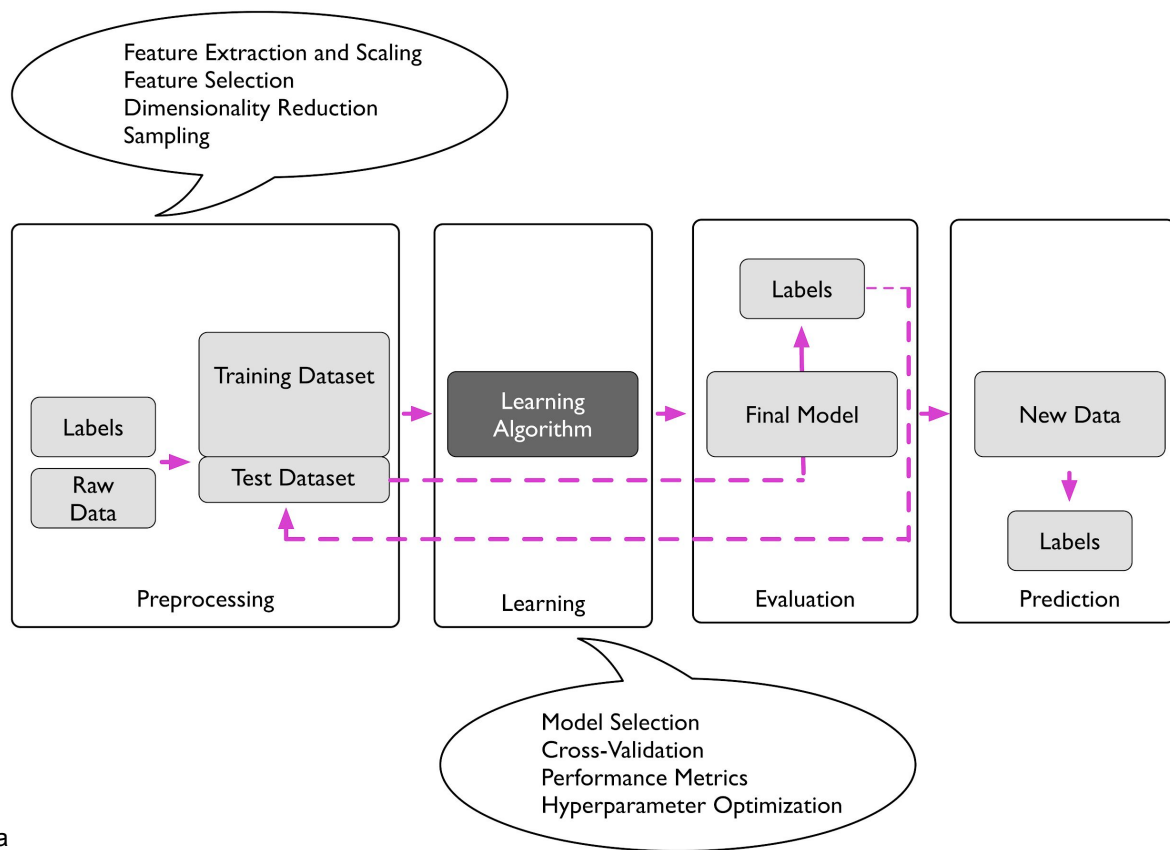 Feature Extraction and Scaling
Feature Selection
Dimensionality Reduction
Sampling
Labels
Raw
Data
Training Dataset
Test Dataset
Preprocessing
Learning
Algorithm
Learning
Labels
Final Model
Evaluation
New Data
Labels
Prediction
Model Selection
Cross-Validation
Performance Metrics
Hyperparameter Optimization
a